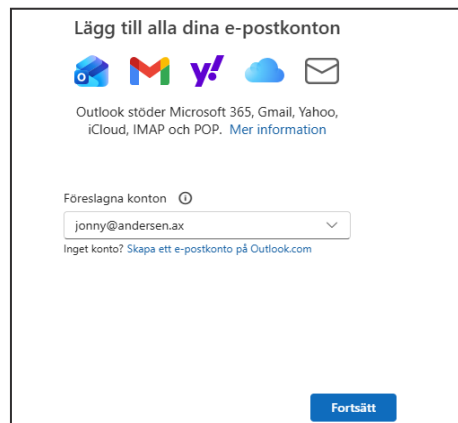 Lägg till alla dina e-postkonton
Outlook stöder Microsoft 365, Gmail, Yahoo,
iCloud, IMAP och POP. Mer information
Föreslagna konton
jonny@andersen.ax
Inget konto? Skapa ett e-postkonto på Outlook.com
Fortsätt